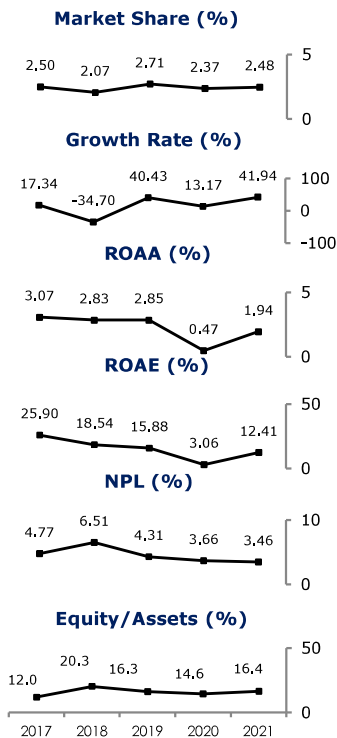 Market Share (%)
2.50 2.07 2.71 2.37 2.48
5
0
Growth Rate (%)
17.34 -34.70 40.43 13.17 41.94
100
0
-100
ROAA (%)
3.07 2.83 2.85 0.47 1.94
5
0
ROAE (%)
25.90 18.54 15.88 3.06 12.41
50
0
NPL (%)
4.77 6.51 4.31 3.66 3.46
10
0
Equity/Assets (%)
12.0 20.3 16.3 14.6 16.4
50
0
2017 2018 2019 2020 2021